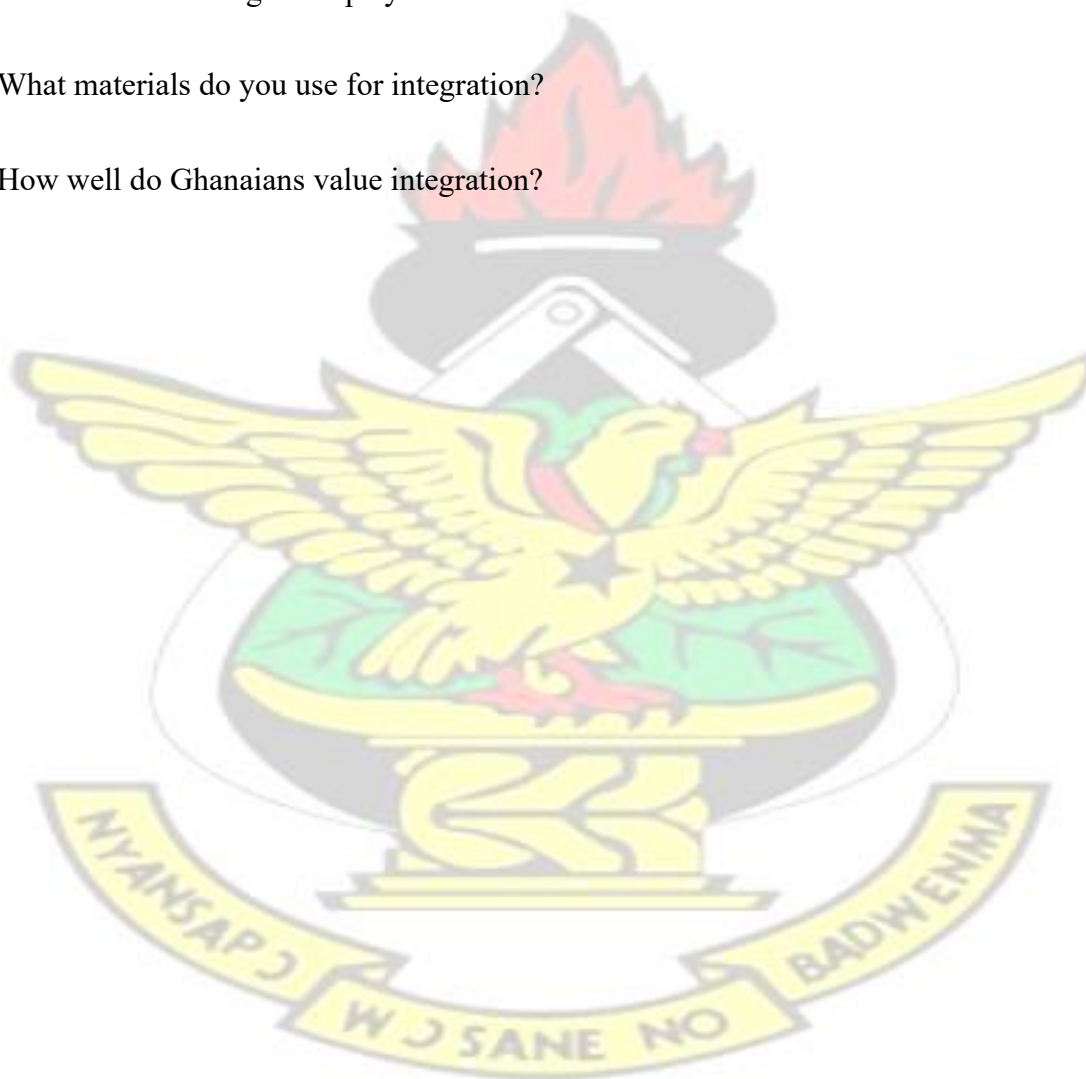 What materials do you use for integration?
How well do Ghanaians value integration?
NYANSAPƆ
WƆSANE NO
BADWENMA